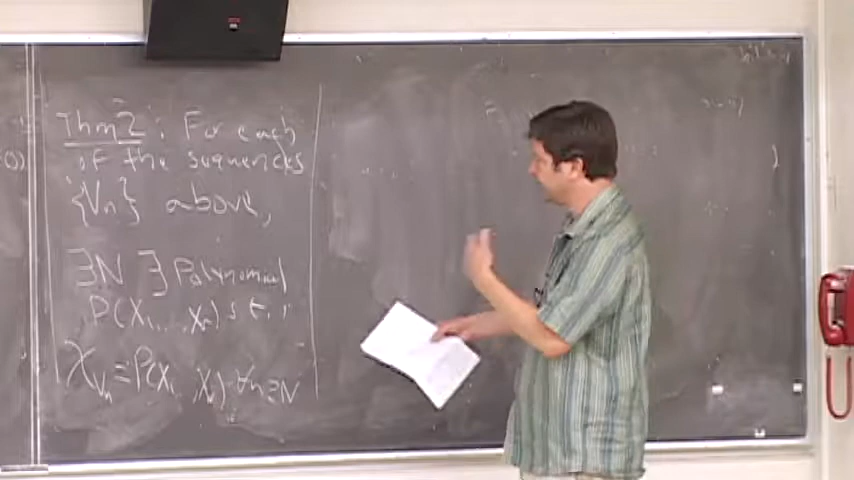 Thm 2: For each
of the sequences
{Vn} above,
∃N ∃ Polynomial
P(X1,...,Xn) s.t.
χVn = P(X1, Xn) ∀n≥N